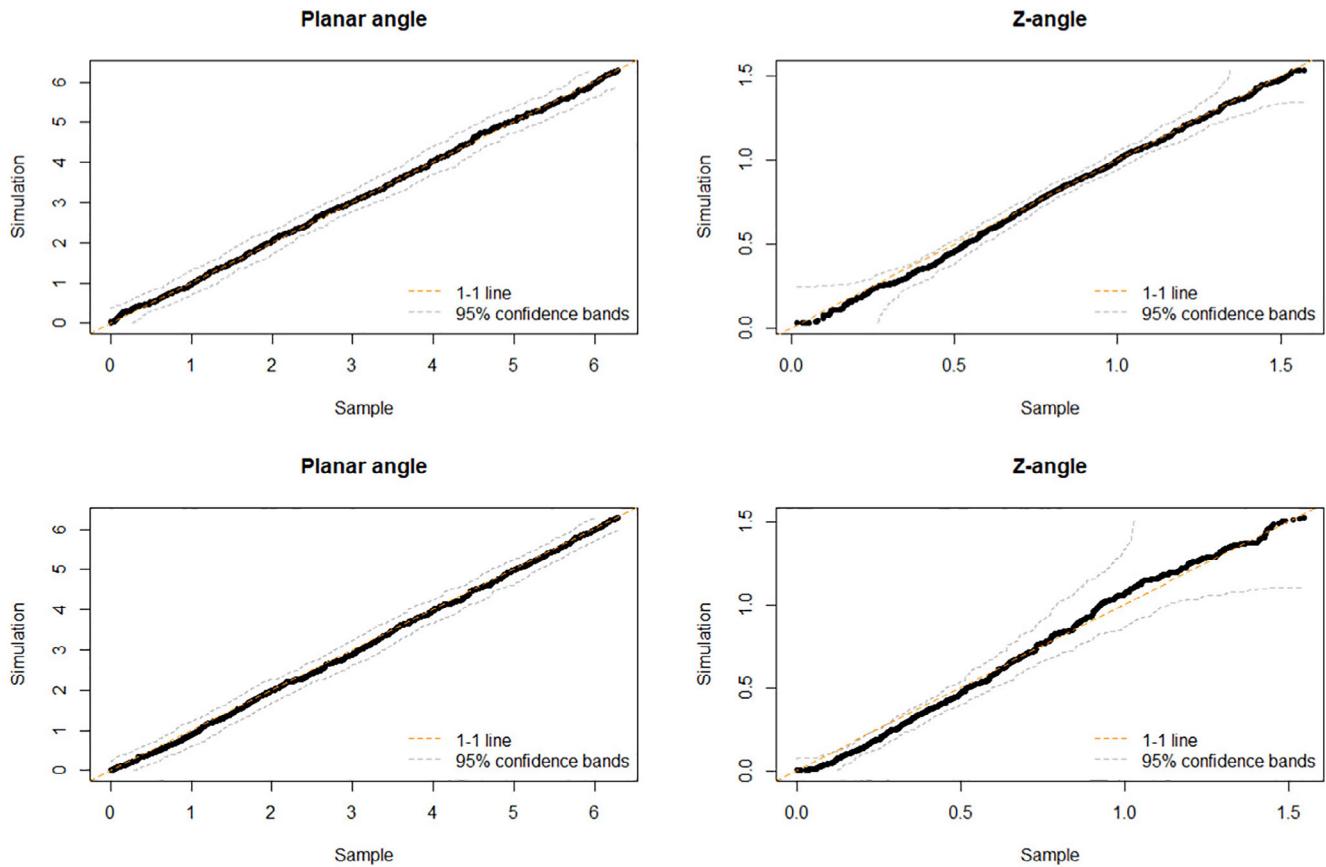 Planar angle
Simulation
0 1 2 3 4 5 6
1-1 line
95% confidence bands
0 1 2 3 4 5 6
Sample
Z-angle
Simulation
0.0 0.5 1.0 1.5
1-1 line
95% confidence bands
0.0 0.5 1.0 1.5
Sample
Planar angle
Simulation
0 1 2 3 4 5 6
1-1 line
95% confidence bands
0 1 2 3 4 5 6
Sample
Z-angle
Simulation
0.0 0.5 1.0 1.5
1-1 line
95% confidence bands
0.0 0.5 1.0 1.5
Sample